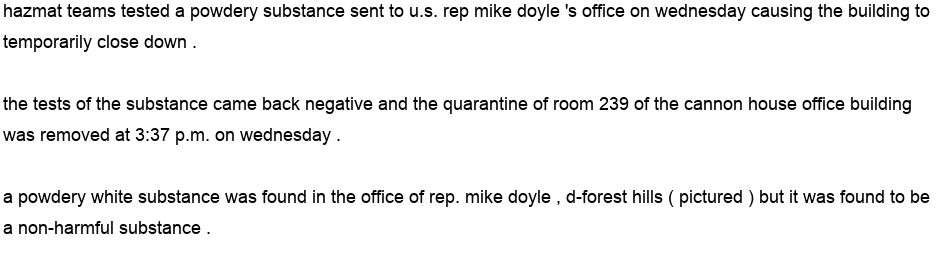 hazmat teams tested a powdery substance sent to u.s. rep mike doyle 's office on wednesday causing the building to
temporarily close down .
the tests of the substance came back negative and the quarantine of room 239 of the cannon house office building
was removed at 3:37 p.m. on wednesday .
a powdery white substance was found in the office of rep. mike doyle , d-forest hills ( pictured ) but it was found to be
a non-harmful substance .